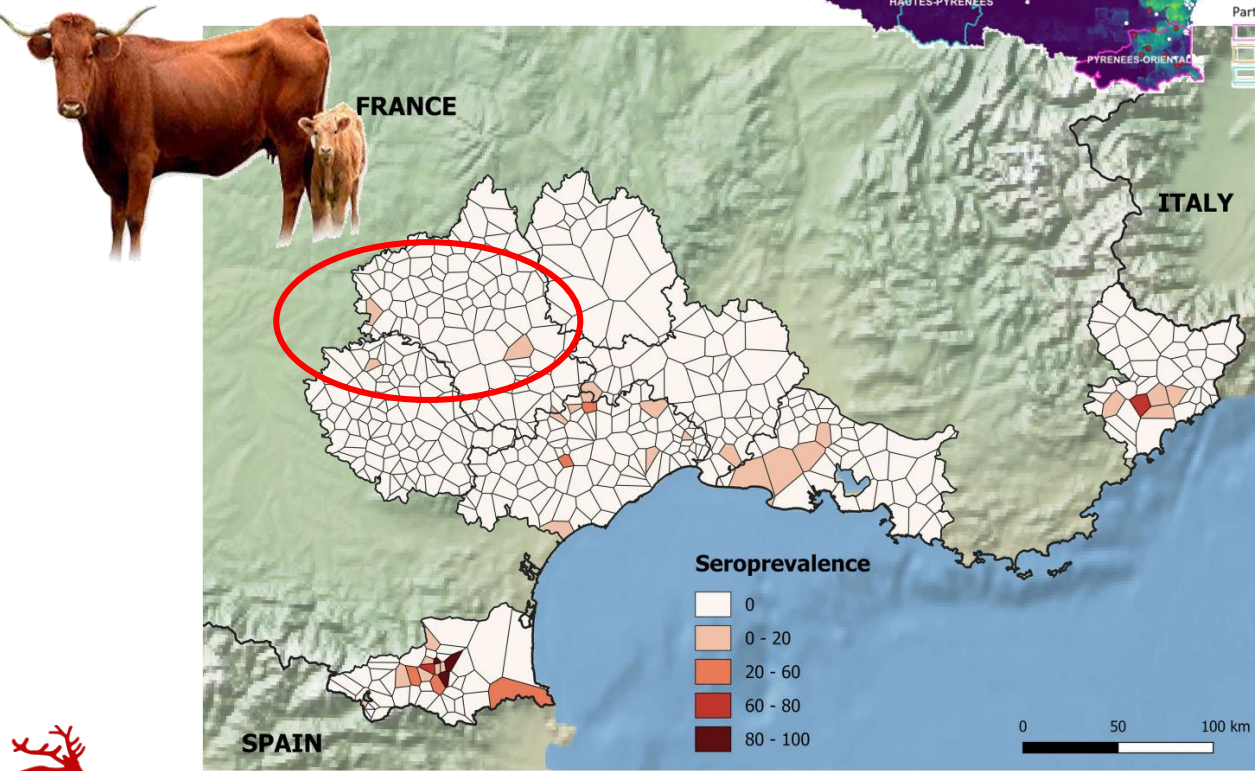 HAUTES-PYRENEES
Part
PYRENEES-ORIENTALES
FRANCE
ITALY
Seroprevalence
0
0 - 20
20 - 60
60 - 80
80 - 100
0 50 100 km
SPAIN